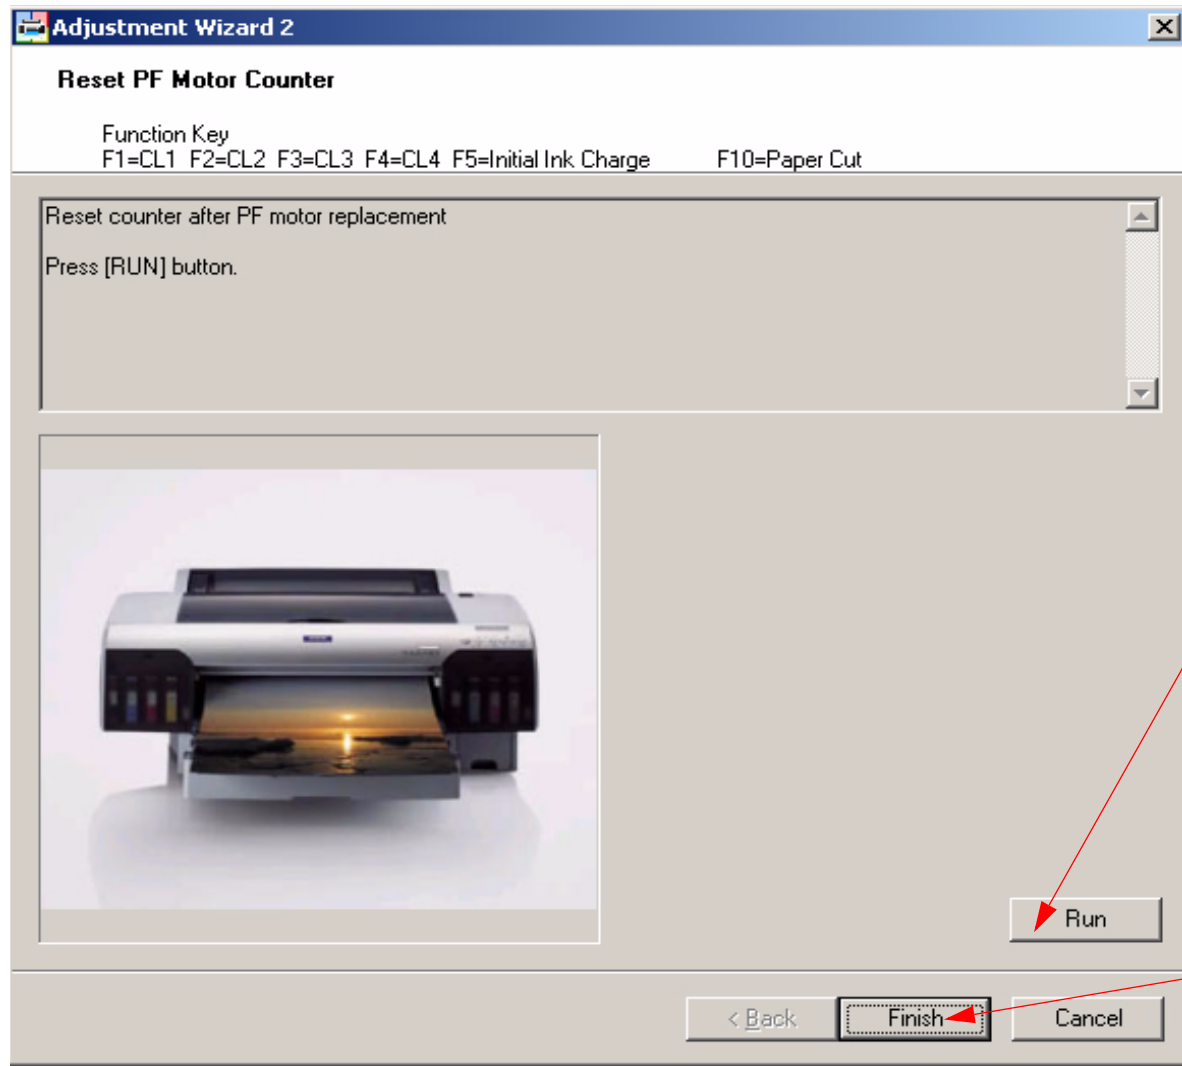 Adjustment Wizard 2
Reset PF Motor Counter
Function Key
F1=CL1 F2=CL2 F3=CL3 F4=CL4 F5=Initial Ink Charge F10=Paper Cut
Reset counter after PF motor replacement
Press [RUN] button.
Run
< Back Finish Cancel